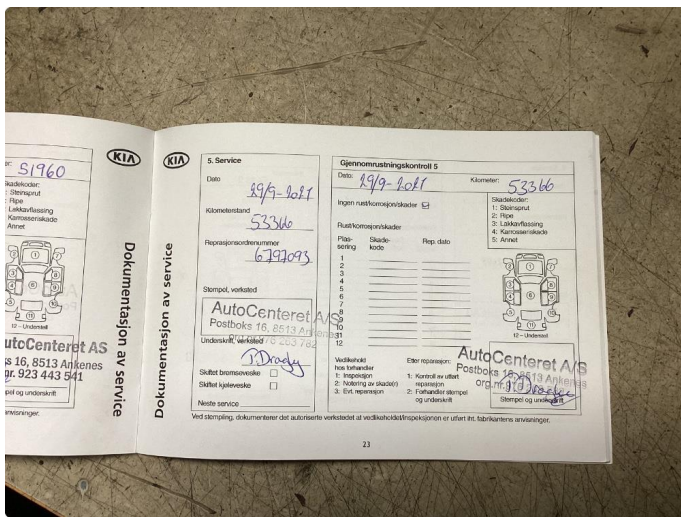 er:
S1960
Skadekoder:
: Steinsprut
: Ripe
: Lakkavflassing
Karosseriskade
Annet
12 – Understell
utoCenteret AS
ks 16, 8513 Ankenes
gr. 923 443 541
pel og underskrift
anvisninger.
KIA
Dokumentasjon av service
KIA
Dokumentasjon av service
5. Service
Dato
29/9-2021
Kilometerstand
53366
Reprasjonsordrenummer
6797093
Stempel, verksted
AutoCenteret A/S
Postboks 16, 8513 Ankenes
Underskrift, verksted
Skiftet bremsevæske
Skiftet kjølevæske
Neste service
Gjennomrustningskontroll 5
Dato: 29/9-2021
Kilometer: 53366
Ingen rust/korrosjon/skader
Skadekoder:
1: Steinsprut
2: Ripe
3: Lakkavflassing
4: Karosseriskade
5: Annet
Rust/korrosjon/skader
Plas- Skade- Rep. dato
sering kode
1
2
3
4
5
6
7
8
9
10
11
12
12 – Understell
Vedlikehold
hos forhandler
1: Inspeksjon
2: Notering av skade(r)
3: Evt. reparasjon
Etter reparasjon:
1: Kontroll av utført
reparasjon
2: Forhandler stempel
og underskrift
AutoCenteret A/S
Postboks 16, 8513 Ankenes
org.nr.
Stempel og underskrift
Ved stempling, dokumenterer det autoriserte verkstedet at vedlikeholdet/inspeksjonen er utført iht. fabrikantens anvisninger.
23